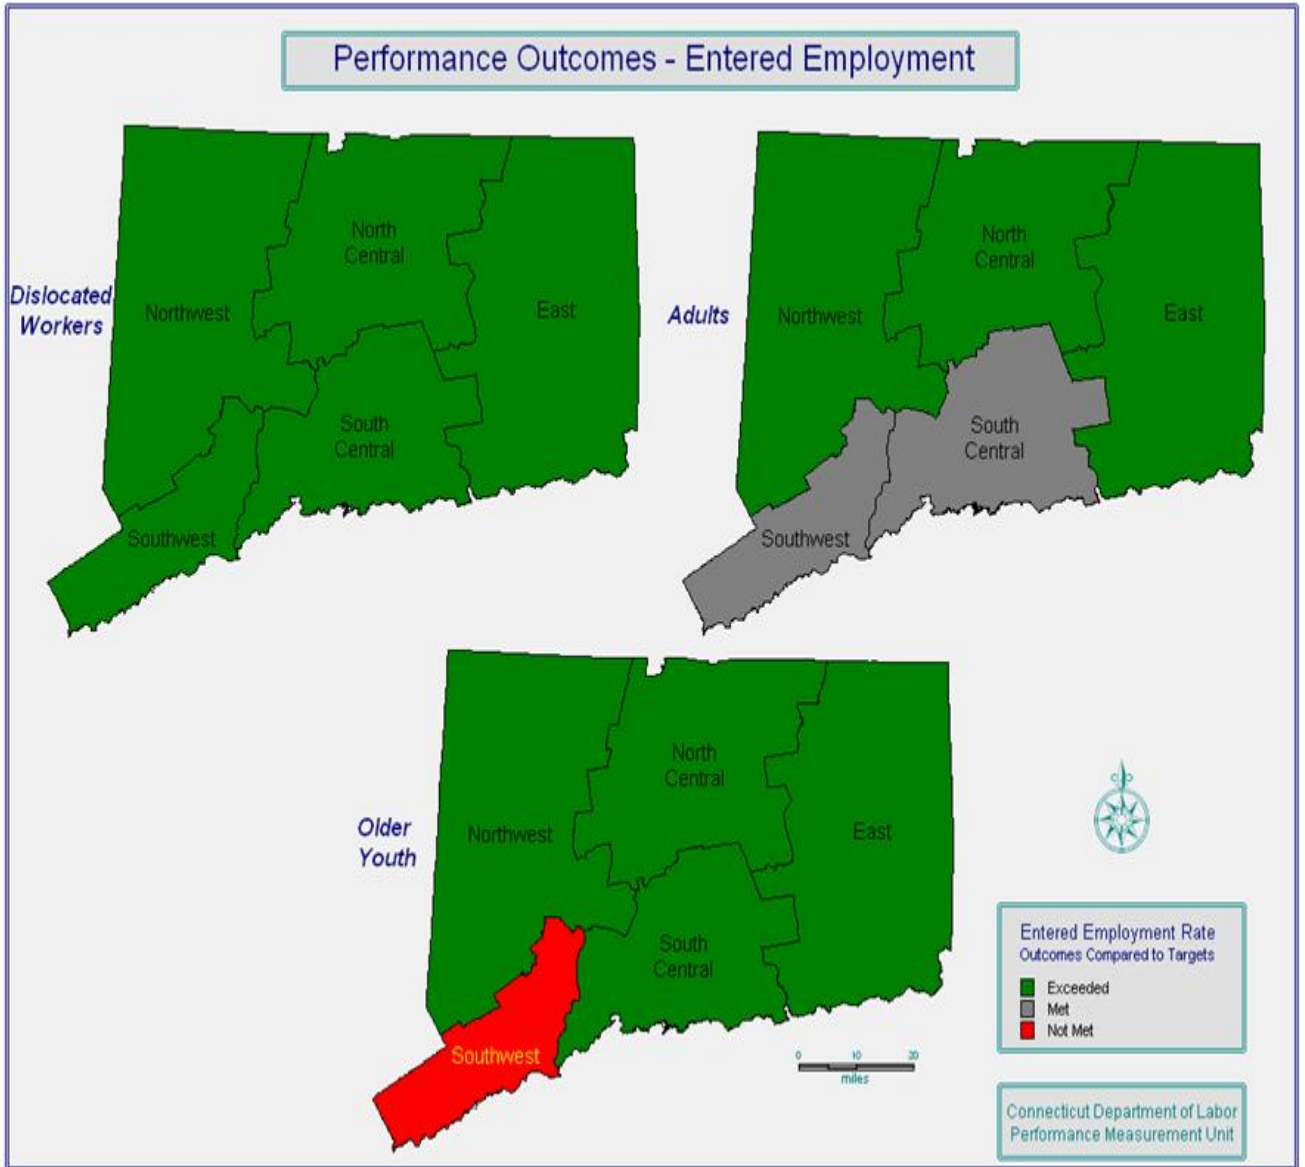 Performance Outcomes - Entered Employment
Dislocated
Workers
Northwest
North
Central
East
South
Central
Southwest
Adults
Northwest
North
Central
East
South
Central
Southwest
Older
Youth
Northwest
North
Central
East
South
Central
Southwest
Entered Employment Rate
Outcomes Compared to Targets
Exceeded
Met
Not Met
0 10 20
miles
Connecticut Department of Labor
Performance Measurement Unit